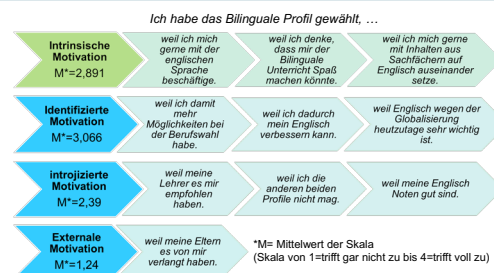 Ich habe das Bilinguale Profil gewählt, …
Intrinsische
Motivation
M*=2,891
weil ich mich
gerne mit der
englischen
Sprache
beschäftige.
weil ich denke,
dass mir der
Bilinguale
Unterricht Spaß
machen könnte.
weil ich mich gerne
mit Inhalten aus
Sachfächern auf
Englisch auseinander
setze.
Identifizierte
Motivation
M*=3,066
weil ich damit
mehr
Möglichkeiten bei
der Berufswahl
habe.
weil ich dadurch
mein Englisch
verbessern kann.
weil Englisch wegen der
Globalisierung
heutzutage sehr wichtig
ist.
introjizierte
Motivation
M*=2,39
weil meine
Lehrer es mir
empfohlen
haben.
weil ich die
anderen beiden
Profile nicht mag.
weil meine Englisch
Noten gut sind.
Externale
Motivation
M*=1,24
weil meine Eltern
es von mir
verlangt haben.
*M= Mittelwert der Skala
(Skala von 1=trifft gar nicht zu bis 4=trifft voll zu)